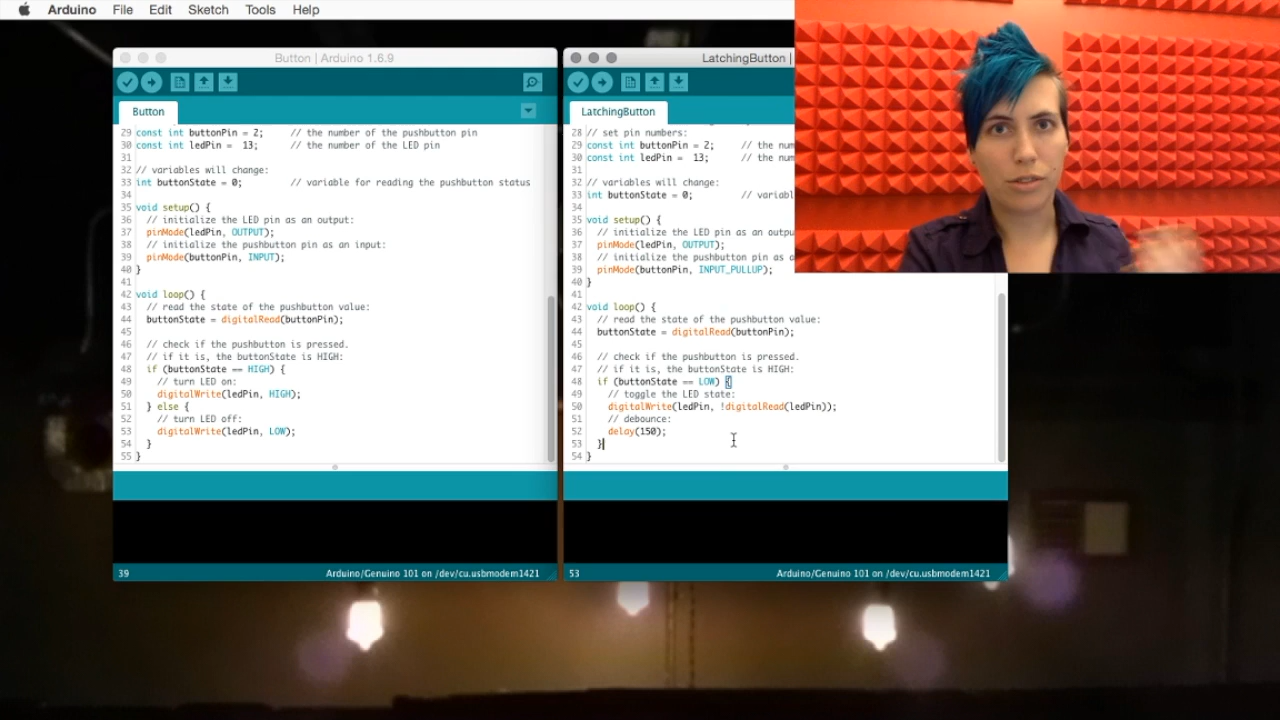 Arduino File Edit Sketch Tools Help
Button | Arduino 1.6.9
Button
29 const int buttonPin = 2; // the number of the pushbutton pin
30 const int ledPin = 13; // the number of the LED pin
31
32 // variables will change:
33 int buttonState = 0; // variable for reading the pushbutton status
34
35 void setup() {
36 // initialize the LED pin as an output:
37 pinMode(ledPin, OUTPUT);
38 // initialize the pushbutton pin as an input:
39 pinMode(buttonPin, INPUT);
40 }
41
42 void loop() {
43 // read the state of the pushbutton value:
44 buttonState = digitalRead(buttonPin);
45
46 // check if the pushbutton is pressed.
47 // if it is, the buttonState is HIGH:
48 if (buttonState == HIGH) {
49 // turn LED on:
50 digitalWrite(ledPin, HIGH);
51 } else {
52 // turn LED off:
53 digitalWrite(ledPin, LOW);
54 }
55 }
39
Arduino/Genuino 101 on /dev/cu.usbmodem1421
LatchingButton |
LatchingButton
28 // set pin numbers:
29 const int buttonPin = 2; // the num
30 const int ledPin = 13; // the num
31
32 // variables will change:
33 int buttonState = 0; // variabl
34
35 void setup() {
36 // initialize the LED pin as an outpu
37 pinMode(ledPin, OUTPUT);
38 // initialize the pushbutton pin as a
39 pinMode(buttonPin, INPUT_PULLUP);
40 }
41
42 void loop() {
43 // read the state of the pushbutton value:
44 buttonState = digitalRead(buttonPin);
45
46 // check if the pushbutton is pressed.
47 // if it is, the buttonState is HIGH:
48 if (buttonState == LOW) {
49 // toggle the LED state:
50 digitalWrite(ledPin, !digitalRead(ledPin));
51 // debounce:
52 delay(150);
53 }
54 }
53
Arduino/Genuino 101 on /dev/cu.usbmodem1421